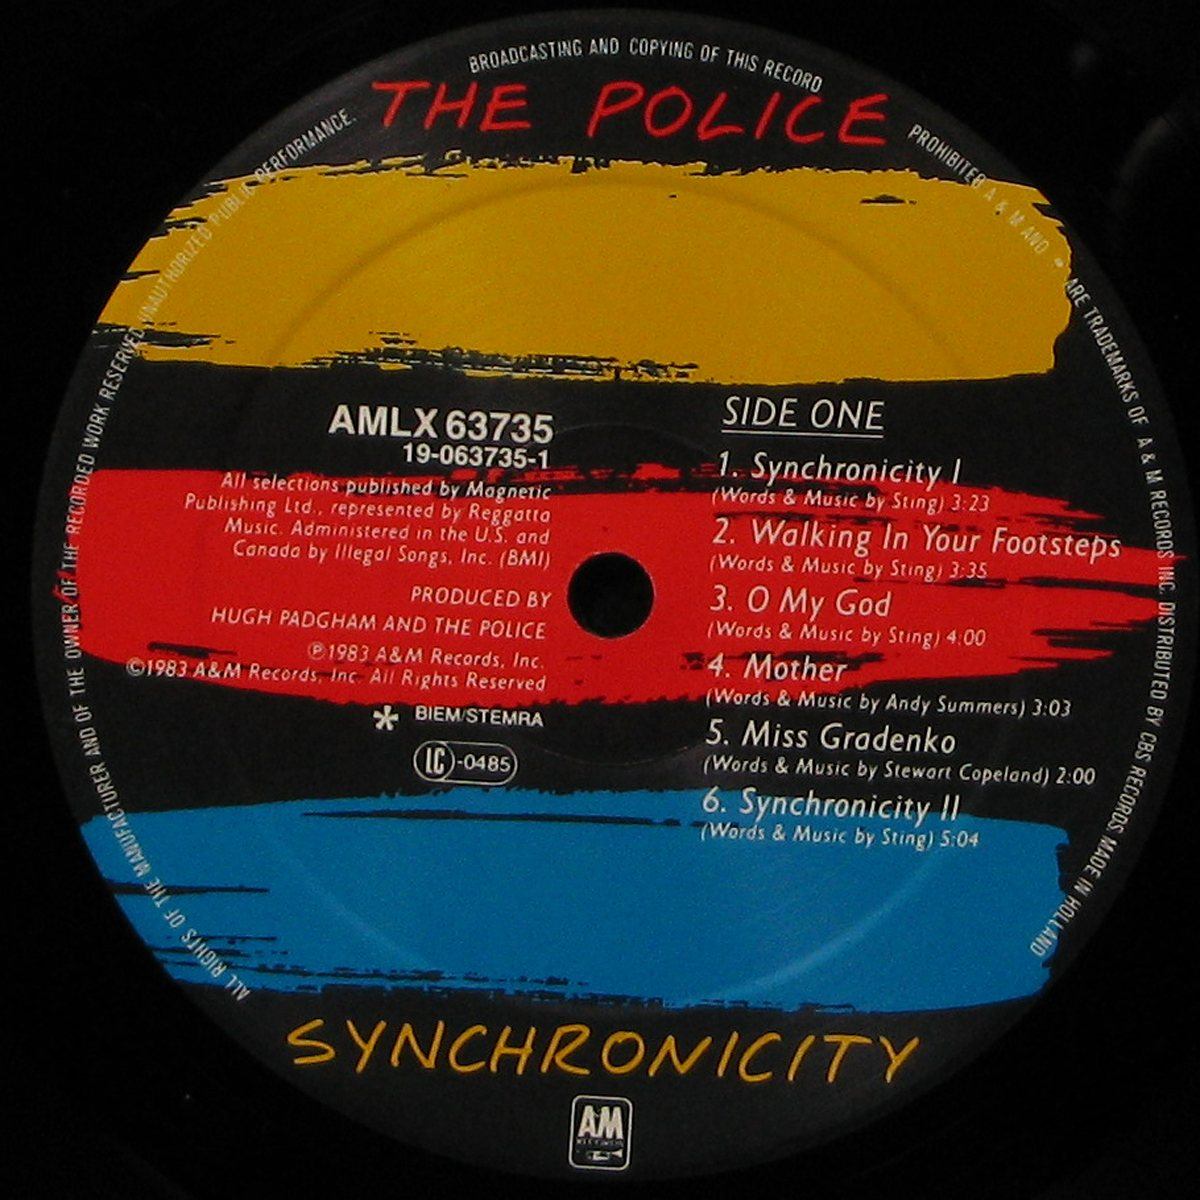 BROADCASTING AND COPYING OF THIS RECORD
PROHIBITED A & M AND • ARE TRADEMARKS OF A & M RECORDS INC. DISTRIBUTED BY CBS RECORDS MADE IN HOLLAND
ALL RIGHTS OF THE MANUFACTURER AND OF THE OWNER OF THE RECORDED WORK RESERVED. UNAUTHORIZED PUBLIC PERFORMANCE.
THE POLICE
AMLX 63735
19-063735-1
All selections published by Magnetic
Publishing Ltd., represented by Reggatta
Music. Administered in the U.S. and
Canada by Illegal Songs, Inc. (BMI)
PRODUCED BY
HUGH PADGHAM AND THE POLICE
℗1983 A&M Records, Inc.
©1983 A&M Records, Inc. All Rights Reserved
* BIEM/STEMRA
LC-0485
SIDE ONE
1. Synchronicity I
(Words & Music by Sting) 3:23
2. Walking In Your Footsteps
(Words & Music by Sting) 3:35
3. O My God
(Words & Music by Sting) 4:00
4. Mother
(Words & Music by Andy Summers) 3:03
5. Miss Gradenko
(Words & Music by Stewart Copeland) 2:00
6. Synchronicity II
(Words & Music by Sting) 5:04
SYNCHRONICITY
AM
RECORDS